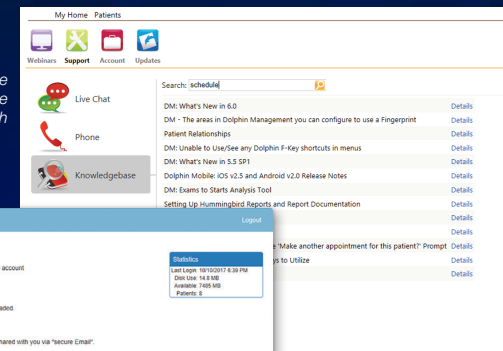 My Home Patients
Webinars Support Account Updates
e
e
h
Live Chat
Phone
Knowledgebase
Search: schedule
DM: What's New in 6.0 Details
DM - The areas in Dolphin Management you can configure to use a Fingerprint Details
Patient Relationships Details
DM: Unable to Use/See any Dolphin F-Key shortcuts in menus Details
DM: What's New in 5.5 SP1 Details
Dolphin Mobile: iOS v2.5 and Android v2.0 Release Notes Details
DM: Exams to Starts Analysis Tool Details
Setting Up Hummingbird Reports and Report Documentation Details
Details
Details
e 'Make another appointment for this patient?' Prompt Details
ys to Utilize Details
Details
Logout
account
aded.
hared with you via "secure Email".
Statistics
Last Login: 10/10/2017 8:39 PM
Disk Use: 14.8 MB
Available: 7405 MB
Patients: 8